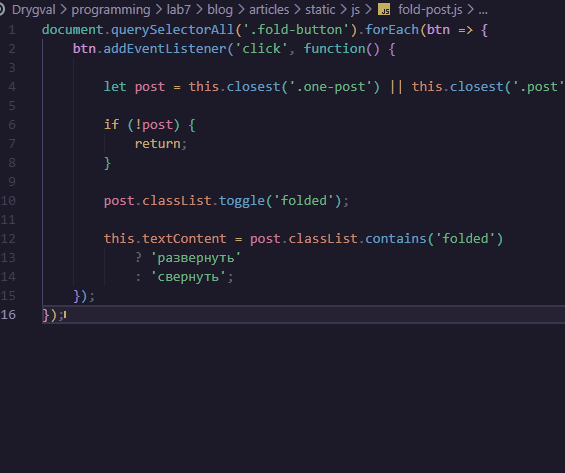 Drygval > programming > lab7 > blog > articles > static > js > JS fold-post.js > ...
1 document.querySelectorAll('.fold-button').forEach(btn => {
2 btn.addEventListener('click', function() {
3
4 let post = this.closest('.one-post') || this.closest('.post'
5
6 if (!post) {
7 return;
8 }
9
10 post.classList.toggle('folded');
11
12 this.textContent = post.classList.contains('folded')
13 ? 'развернуть'
14 : 'свернуть';
15 });
16 });